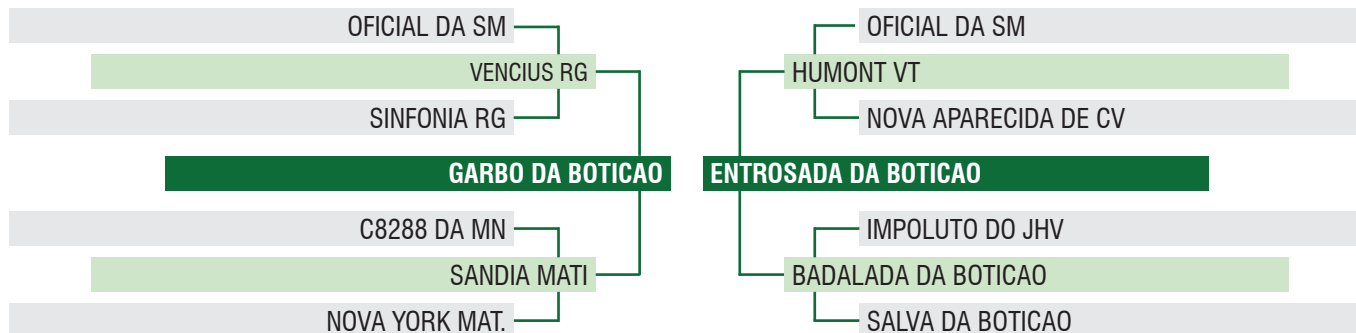 OFICIAL DA SM
VENCIUS RG
SINFONIA RG
GARBO DA BOTICAO
C8288 DA MN
SANDIA MATI
NOVA YORK MAT.
OFICIAL DA SM
HUMONT VT
NOVA APARECIDA DE CV
ENTROSADA DA BOTICAO
IMPOLUTO DO JHV
BADALADA DA BOTICAO
SALVA DA BOTICAO